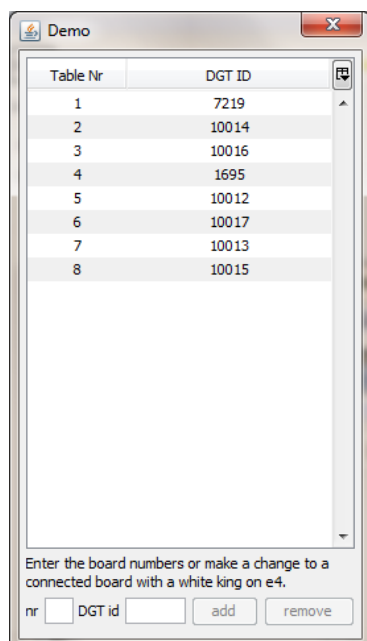 Demo
Table Nr DGT ID
1 7219
2 10014
3 10016
4 1695
5 10012
6 10017
7 10013
8 10015
Enter the board numbers or make a change to a
connected board with a white king on e4.
nr DGT id add remove